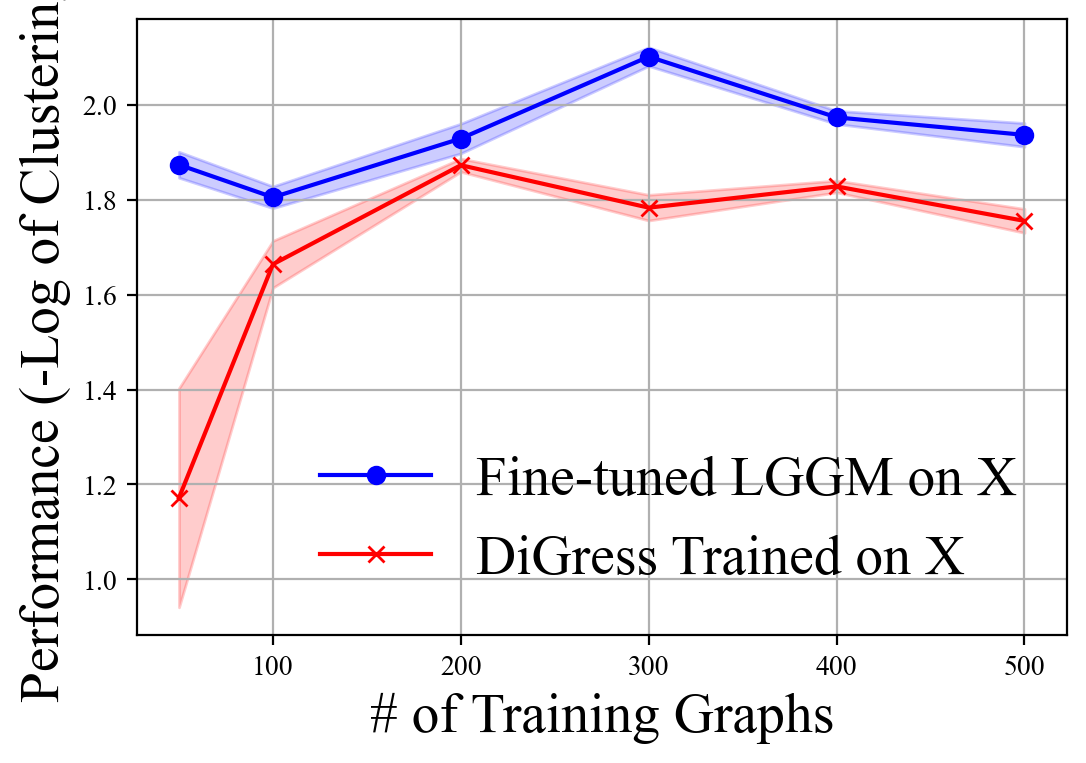 Performance (-Log of Clustering
2.0
1.8
1.6
1.4
1.2
1.0
Fine-tuned LGGM on X
DiGress Trained on X
100 200 300 400 500
# of Training Graphs